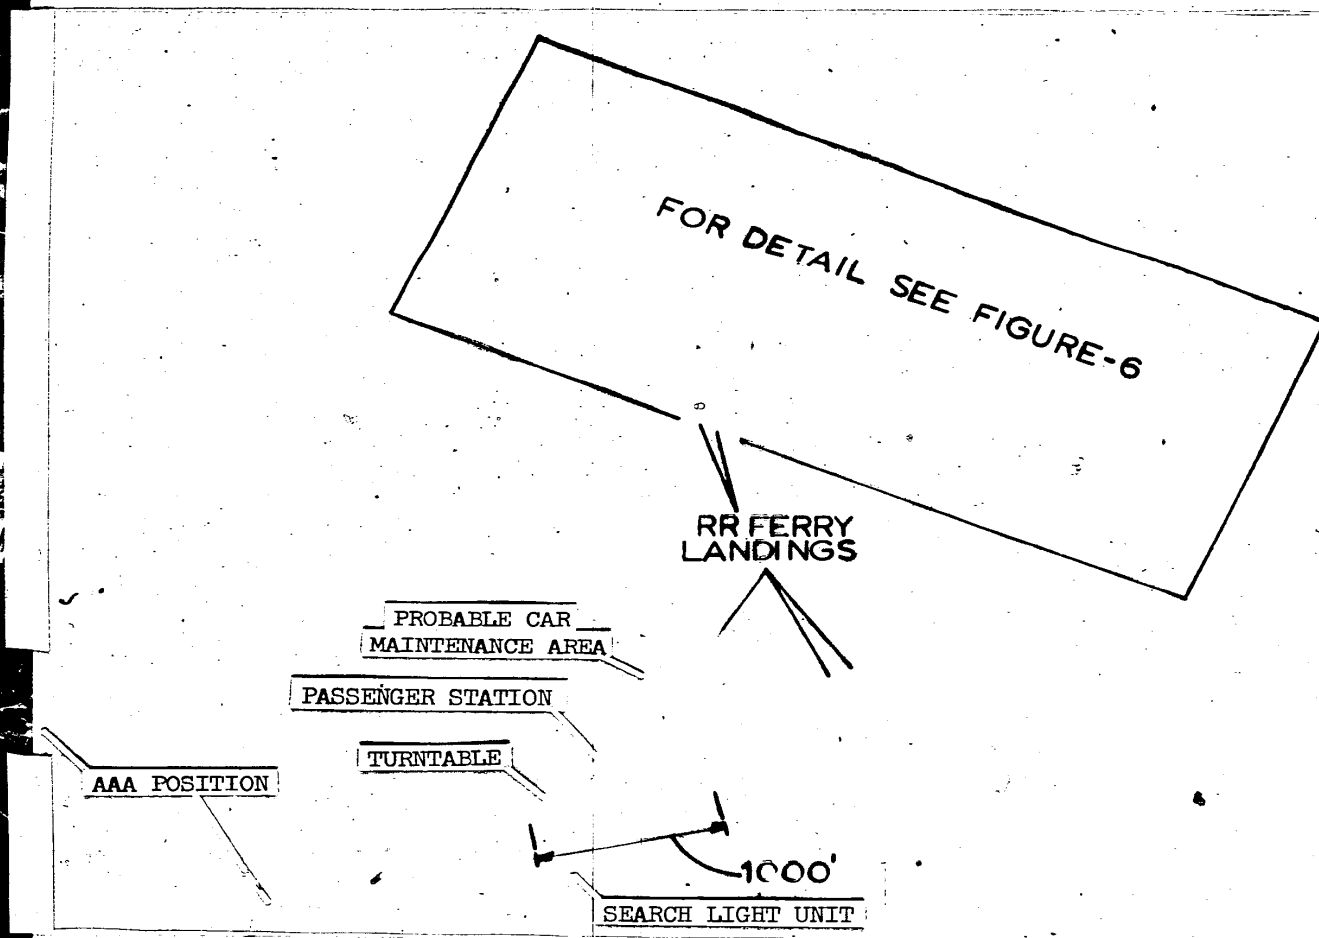 FOR DETAIL SEE FIGURE-6
RR FERRY
LANDINGS
PROBABLE CAR
MAINTENANCE AREA
PASSENGER STATION
TURNTABLE
AAA POSITION
1000'
SEARCH LIGHT UNIT